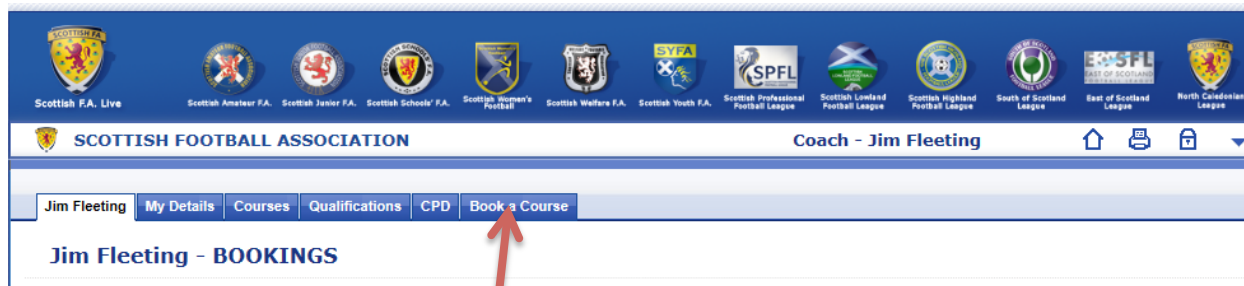 SCOTTISH FA
SYFA
SPFL
Scottish F.A. Live
Scottish Amateur F.A.
Scottish Junior F.A.
Scottish Schools' F.A.
Scottish Women's
Football
Scottish Welfare F.A.
Scottish Youth F.A.
Scottish Professional
Football League
Scottish Lowland
Football League
Scottish Highland
Football League
South of Scotland
League
East of Scotland
League
North Caledonian
League
SCOTTISH FOOTBALL ASSOCIATION
Coach - Jim Fleeting
Jim Fleeting
My Details
Courses
Qualifications
CPD
Book a Course
Jim Fleeting - BOOKINGS